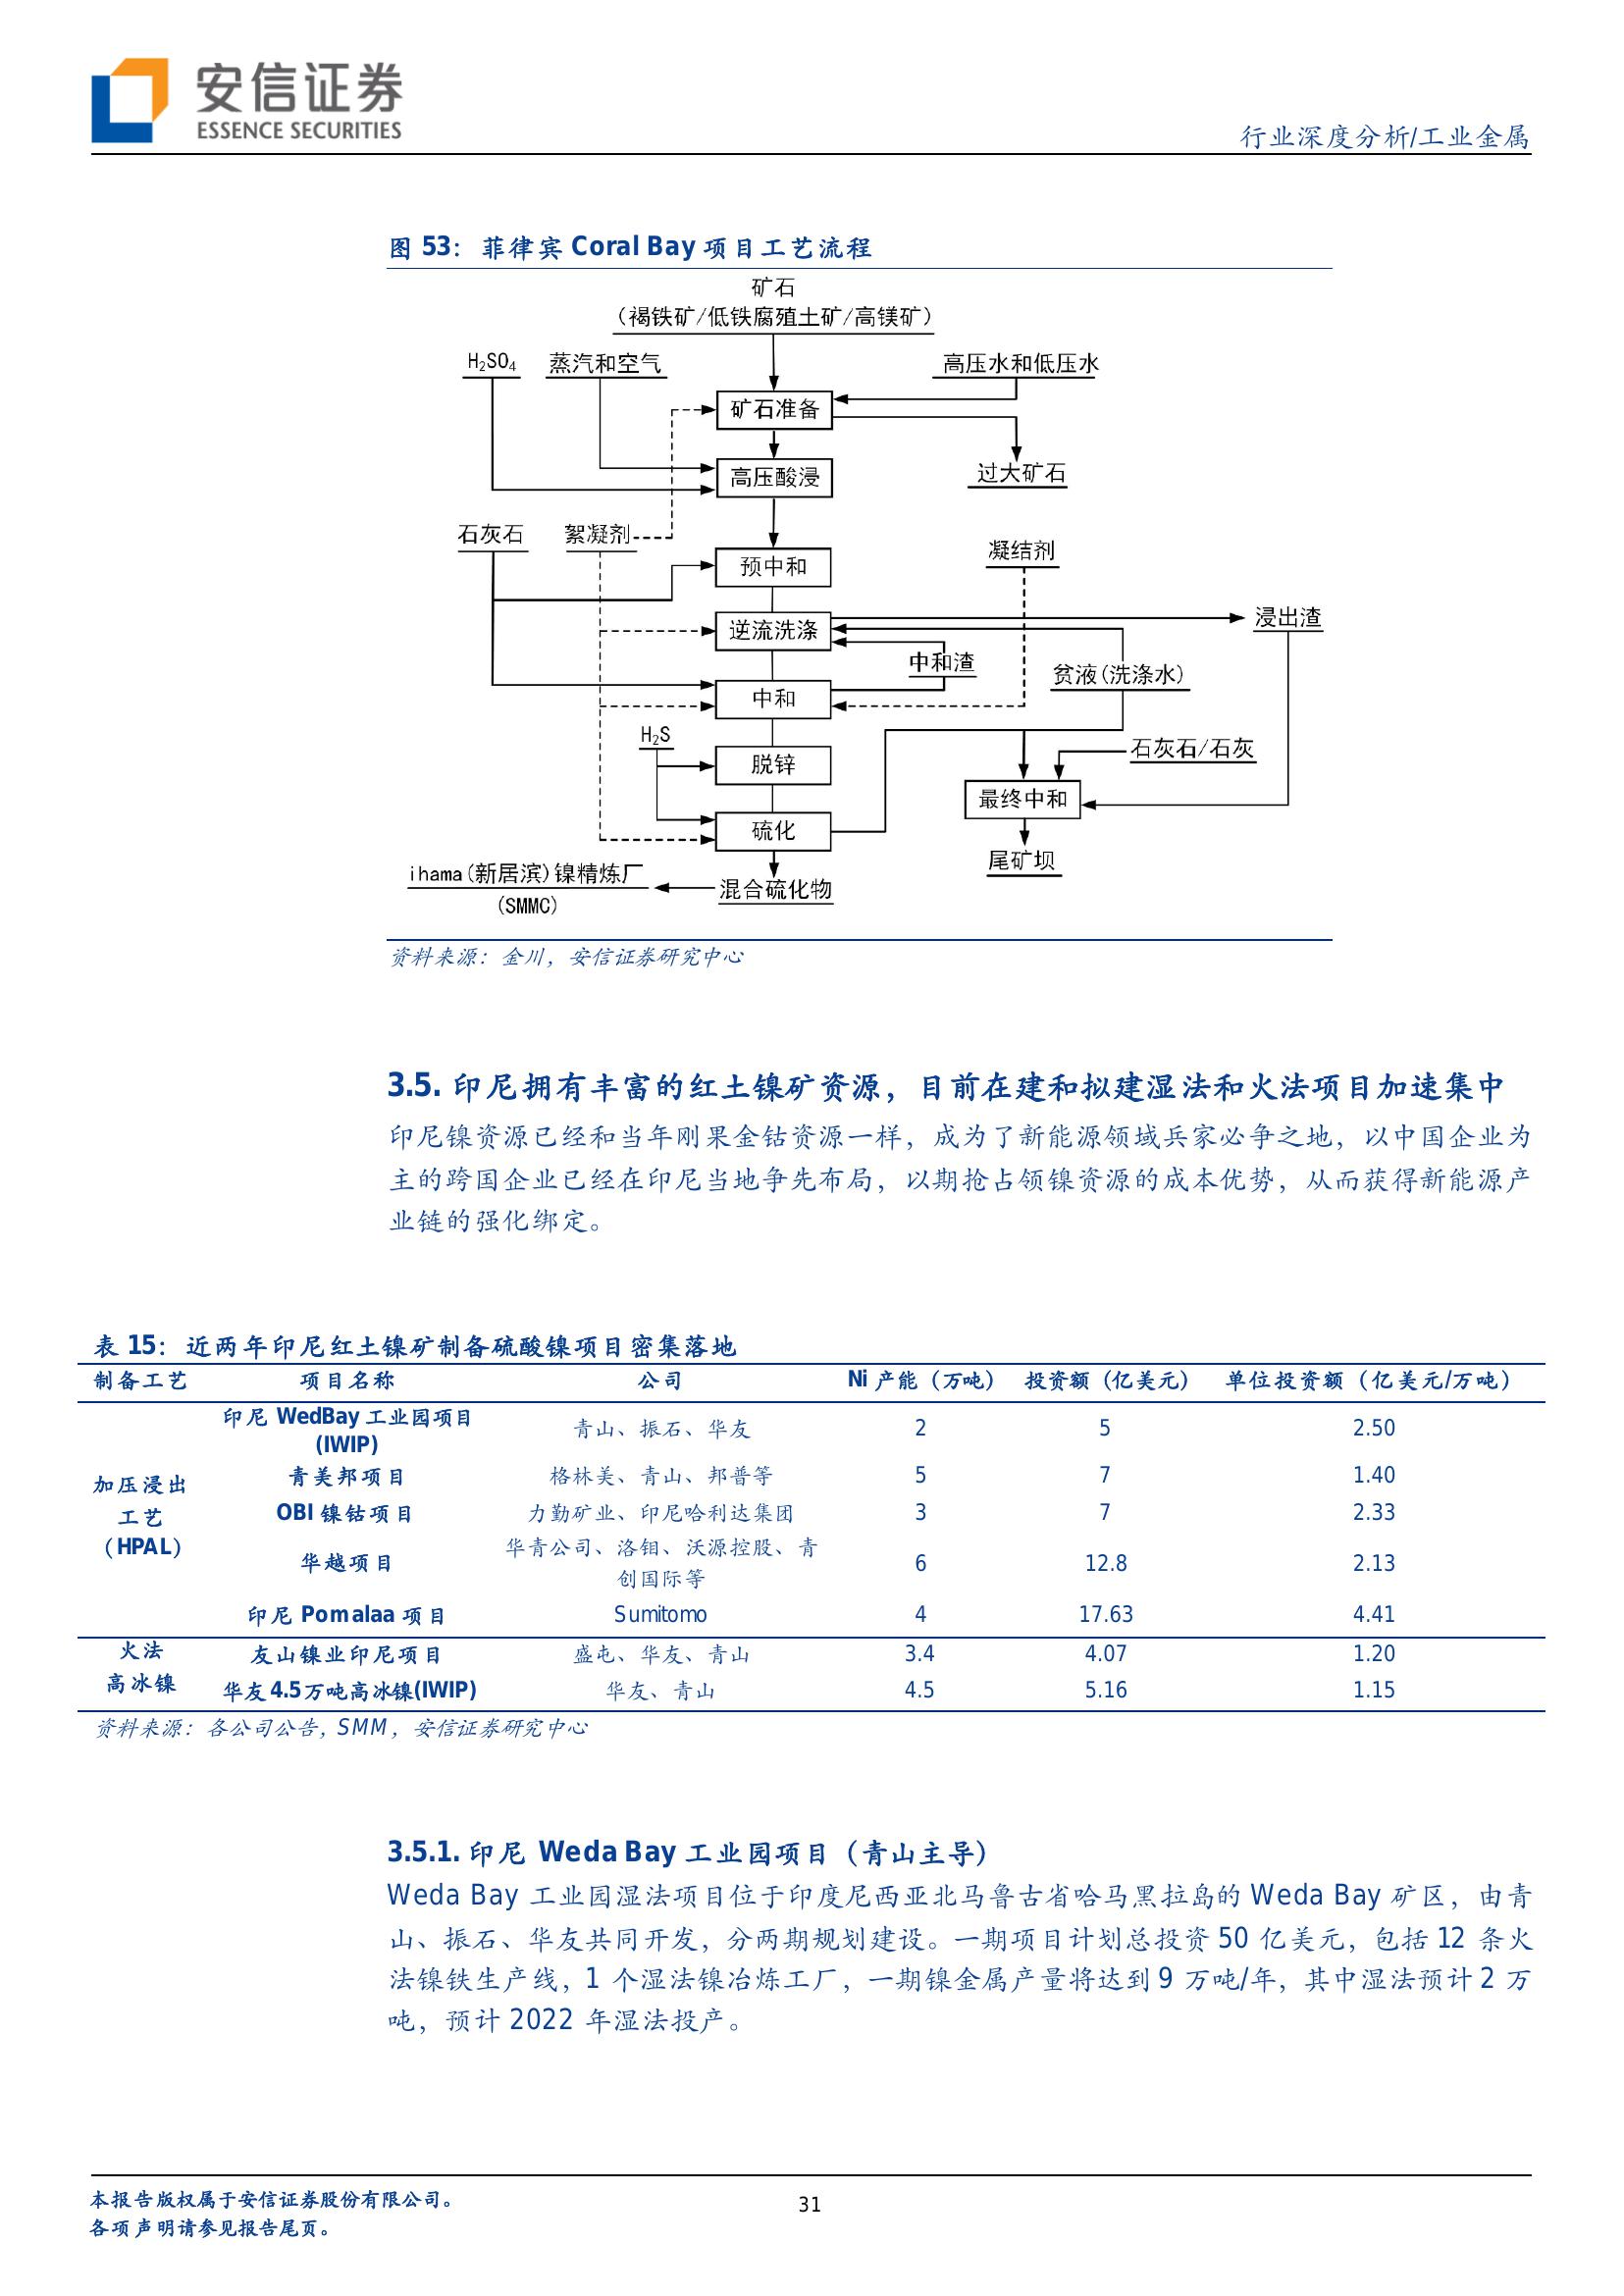 安信证券
ESSENCE SECURITIES
行业深度分析/工业金属
图 53：菲律宾 Coral Bay 项目工艺流程
矿石
（褐铁矿/低铁腐殖土矿/高镁矿）
H₂SO₄ 蒸汽和空气 高压水和低压水
矿石准备
高压酸浸 过大矿石
石灰石 絮凝剂 凝结剂
预中和
逆流洗涤 浸出渣
中和渣 贫液(洗涤水)
中和
H₂S
脱锌 石灰石/石灰
最终中和
硫化
尾矿坝
ihama(新居滨)镍精炼厂 混合硫化物
(SMMC)
资料来源：金川，安信证券研究中心
3.5. 印尼拥有丰富的红土镍矿资源，目前在建和拟建湿法和火法项目加速集中
印尼镍资源已经和当年刚果金钴资源一样，成为了新能源领域兵家必争之地，以中国企业为
主的跨国企业已经在印尼当地争先布局，以期抢占领镍资源的成本优势，从而获得新能源产
业链的强化绑定。
表 15：近两年印尼红土镍矿制备硫酸镍项目密集落地
制备工艺 项目名称 公司 Ni 产能（万吨） 投资额（亿美元） 单位投资额（亿美元/万吨）
加压浸出
工艺
（HPAL）
印尼 WedBay 工业园项目
(IWIP) 青山、振石、华友 2 5 2.50
青美邦项目 格林美、青山、邦普等 5 7 1.40
OBI 镍钴项目 力勤矿业、印尼哈利达集团 3 7 2.33
华越项目 华青公司、洛钼、沃源控股、青
创国际等 6 12.8 2.13
印尼 Pomalaa 项目 Sumitomo 4 17.63 4.41
火法
高冰镍
友山镍业印尼项目 盛屯、华友、青山 3.4 4.07 1.20
华友 4.5 万吨高冰镍(IWIP) 华友、青山 4.5 5.16 1.15
资料来源：各公司公告, SMM，安信证券研究中心
3.5.1. 印尼 Weda Bay 工业园项目（青山主导）
Weda Bay 工业园湿法项目位于印度尼西亚北马鲁古省哈马黑拉岛的 Weda Bay 矿区，由青
山、振石、华友共同开发，分两期规划建设。一期项目计划总投资 50 亿美元，包括 12 条火
法镍铁生产线，1 个湿法镍冶炼工厂，一期镍金属产量将达到 9 万吨/年，其中湿法预计 2 万
吨，预计 2022 年湿法投产。
本报告版权属于安信证券股份有限公司。
各项声明请参见报告尾页。
31